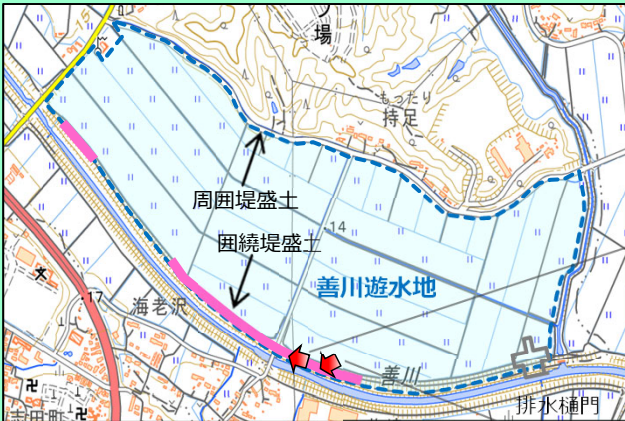 場
もったり
持足
周囲堤盛土
囲繞堤盛土
・14
善川遊水地
・17
海老沢
善川
志田町
排水樋門